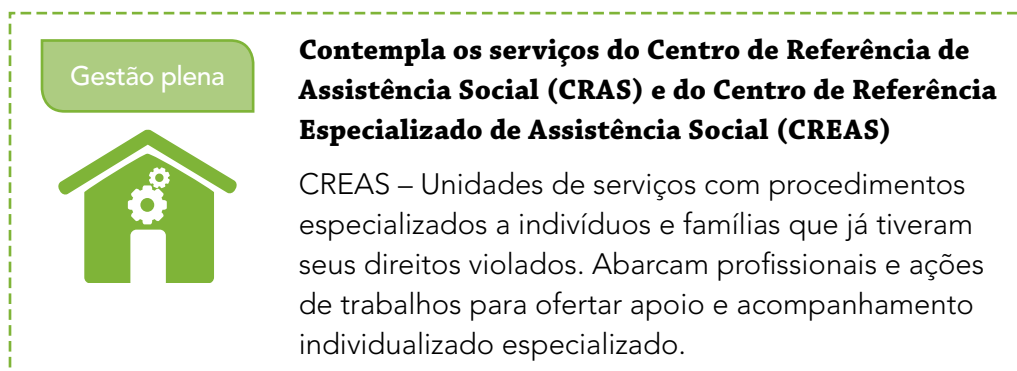 Gestão plena
Contempla os serviços do Centro de Referência de
Assistência Social (CRAS) e do Centro de Referência
Especializado de Assistência Social (CREAS)
CREAS – Unidades de serviços com procedimentos
especializados a indivíduos e famílias que já tiveram
seus direitos violados. Abarcam profissionais e ações
de trabalhos para ofertar apoio e acompanhamento
individualizado especializado.